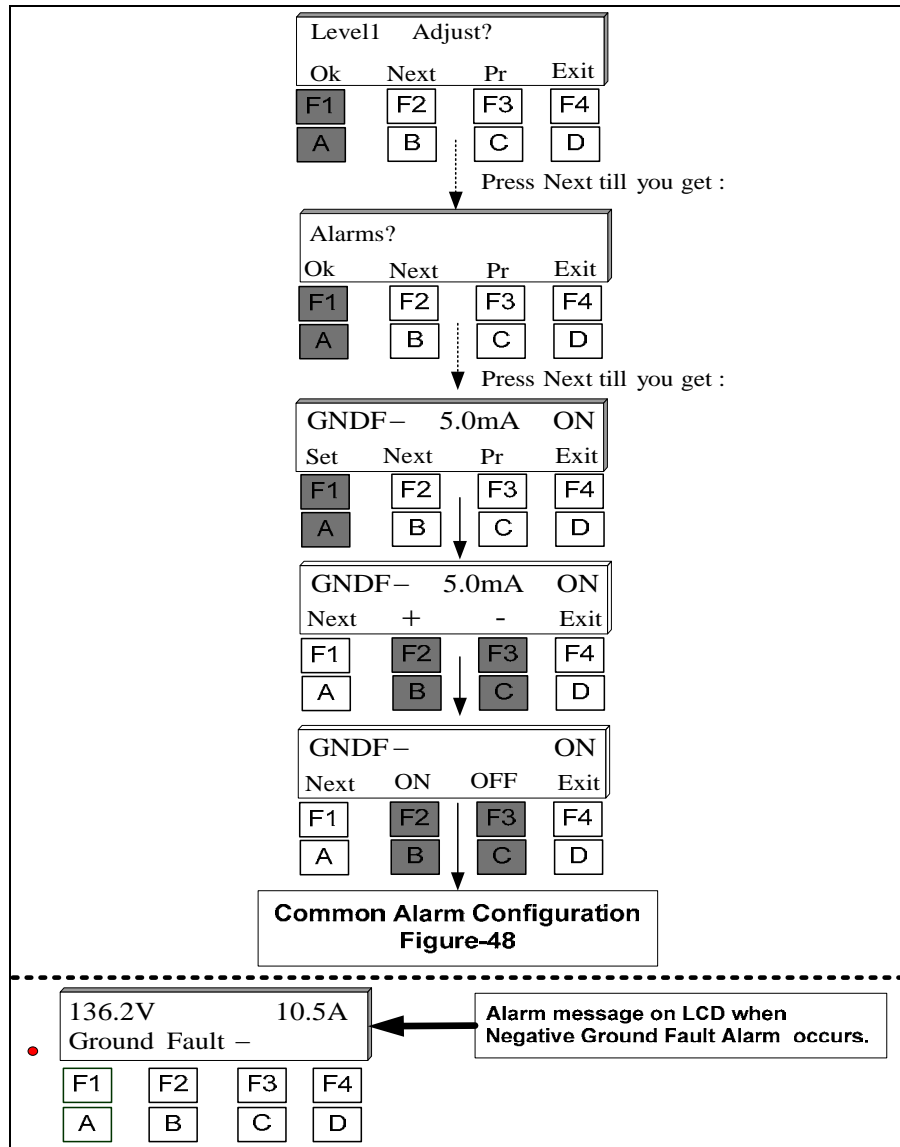 Level1 Adjust?
Ok Next Pr Exit
F1 F2 F3 F4
A B C D
Press Next till you get :
Alarms?
Ok Next Pr Exit
F1 F2 F3 F4
A B C D
Press Next till you get :
GNDF– 5.0mA ON
Set Next Pr Exit
F1 F2 F3 F4
A B C D
GNDF– 5.0mA ON
Next + - Exit
F1 F2 F3 F4
A B C D
GNDF– ON
Next ON OFF Exit
F1 F2 F3 F4
A B C D
Common Alarm Configuration
Figure-48
136.2V 10.5A
Ground Fault –
Alarm message on LCD when
Negative Ground Fault Alarm occurs.
F1 F2 F3 F4
A B C D